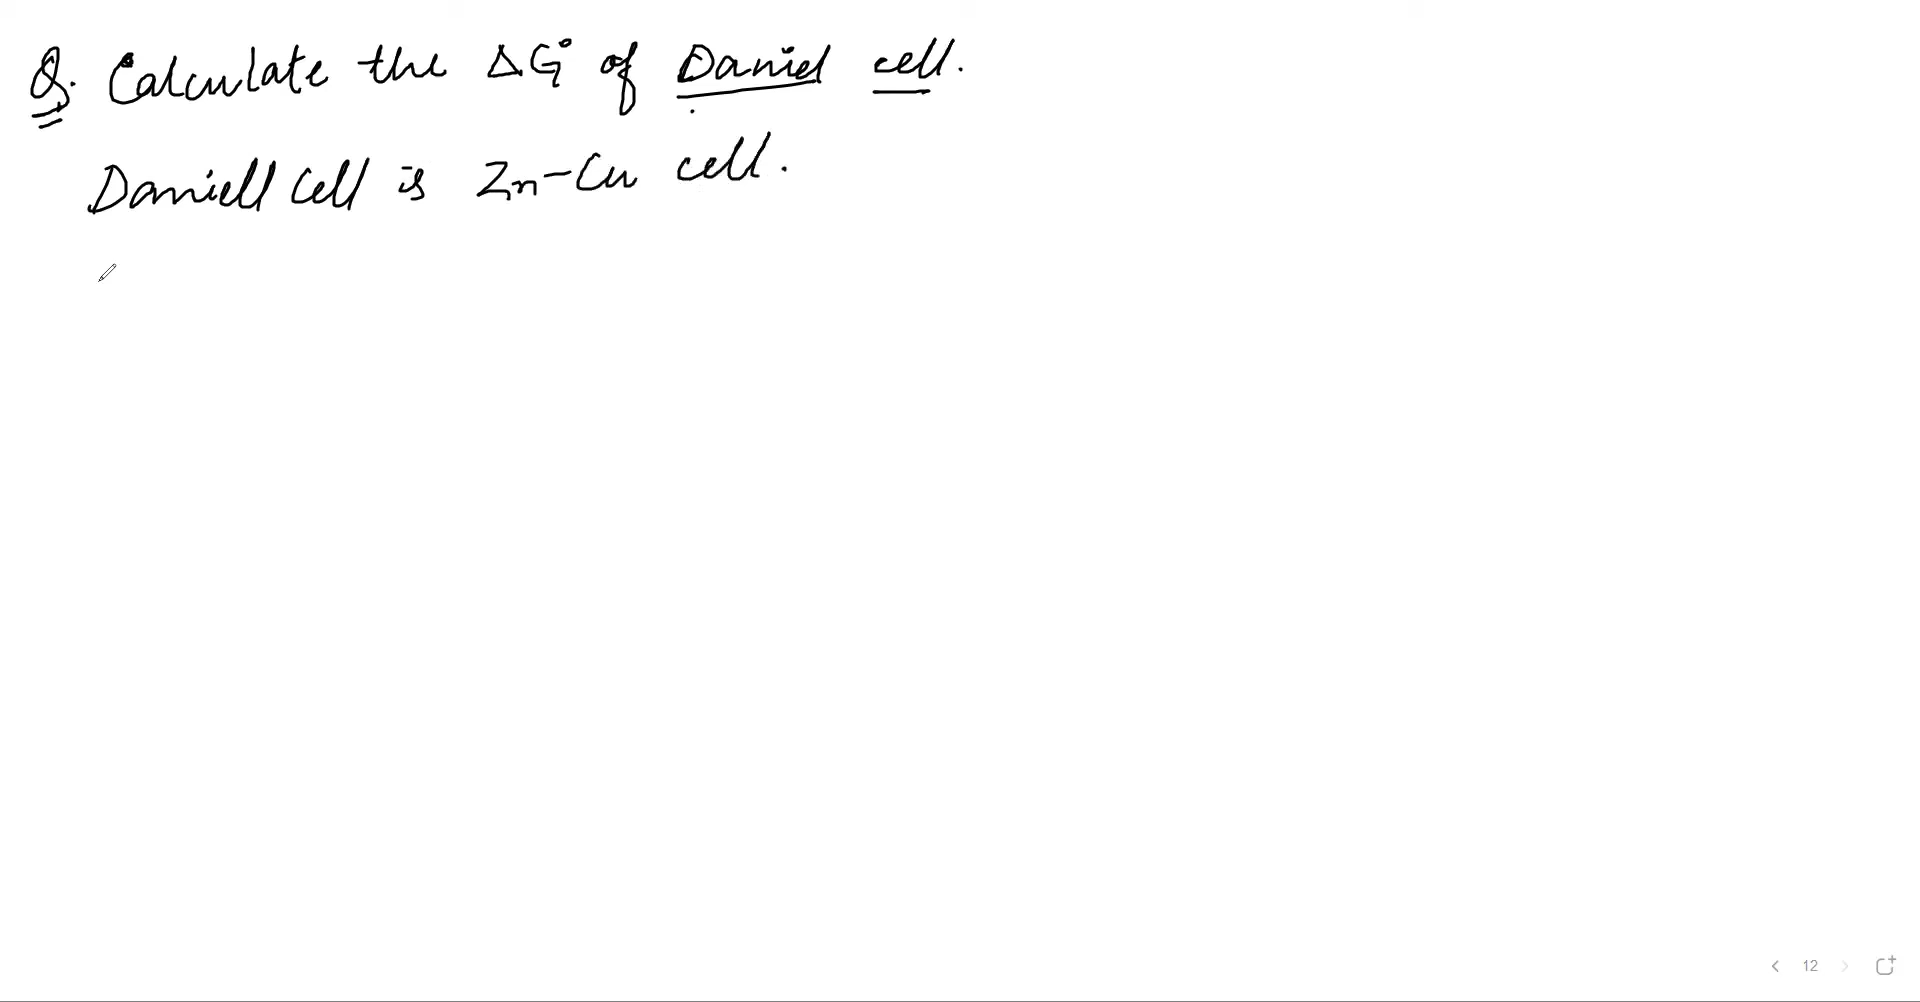 Q. Calculate the ΔG° of Daniel cell.
Daniell cell is Zn-Cu cell.
12